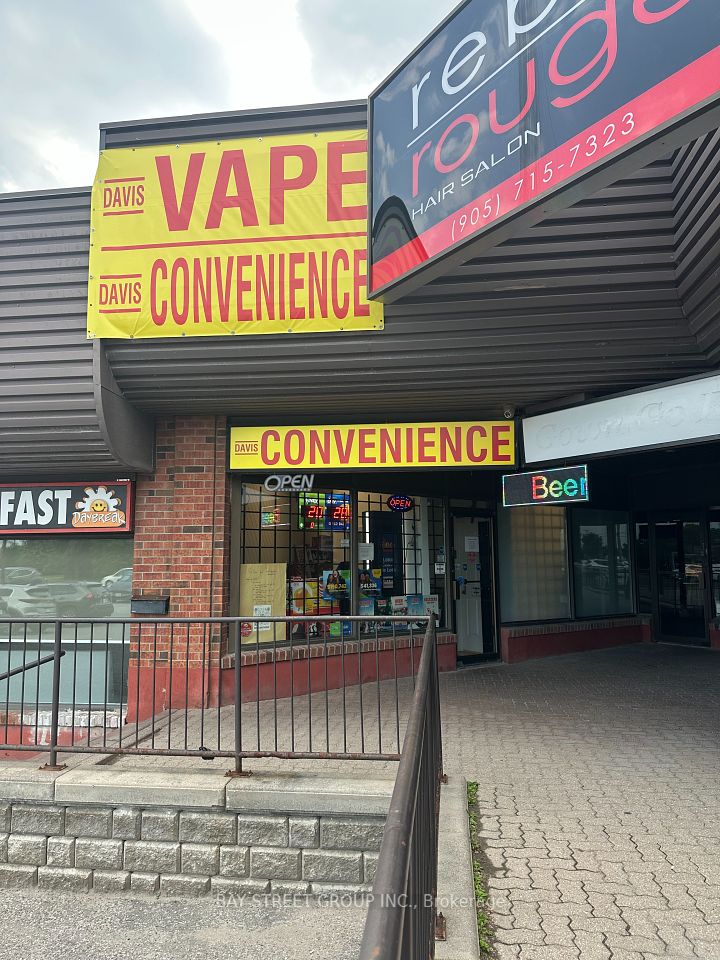 DAVIS VAPE
DAVIS CONVENIENCE
roug
HAIR SALON
(905) 715-7323
DAVIS CONVENIENCE
OPEN
OPEN
Beer
FAST
Daybreak
BAY STREET GROUP INC., Brokerage